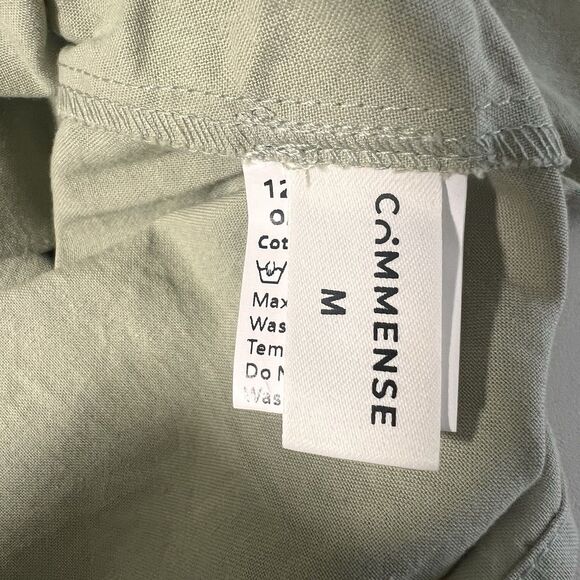 COMMENSE
M
12
O
Cot
Max
Was
Tem
Do N
Was